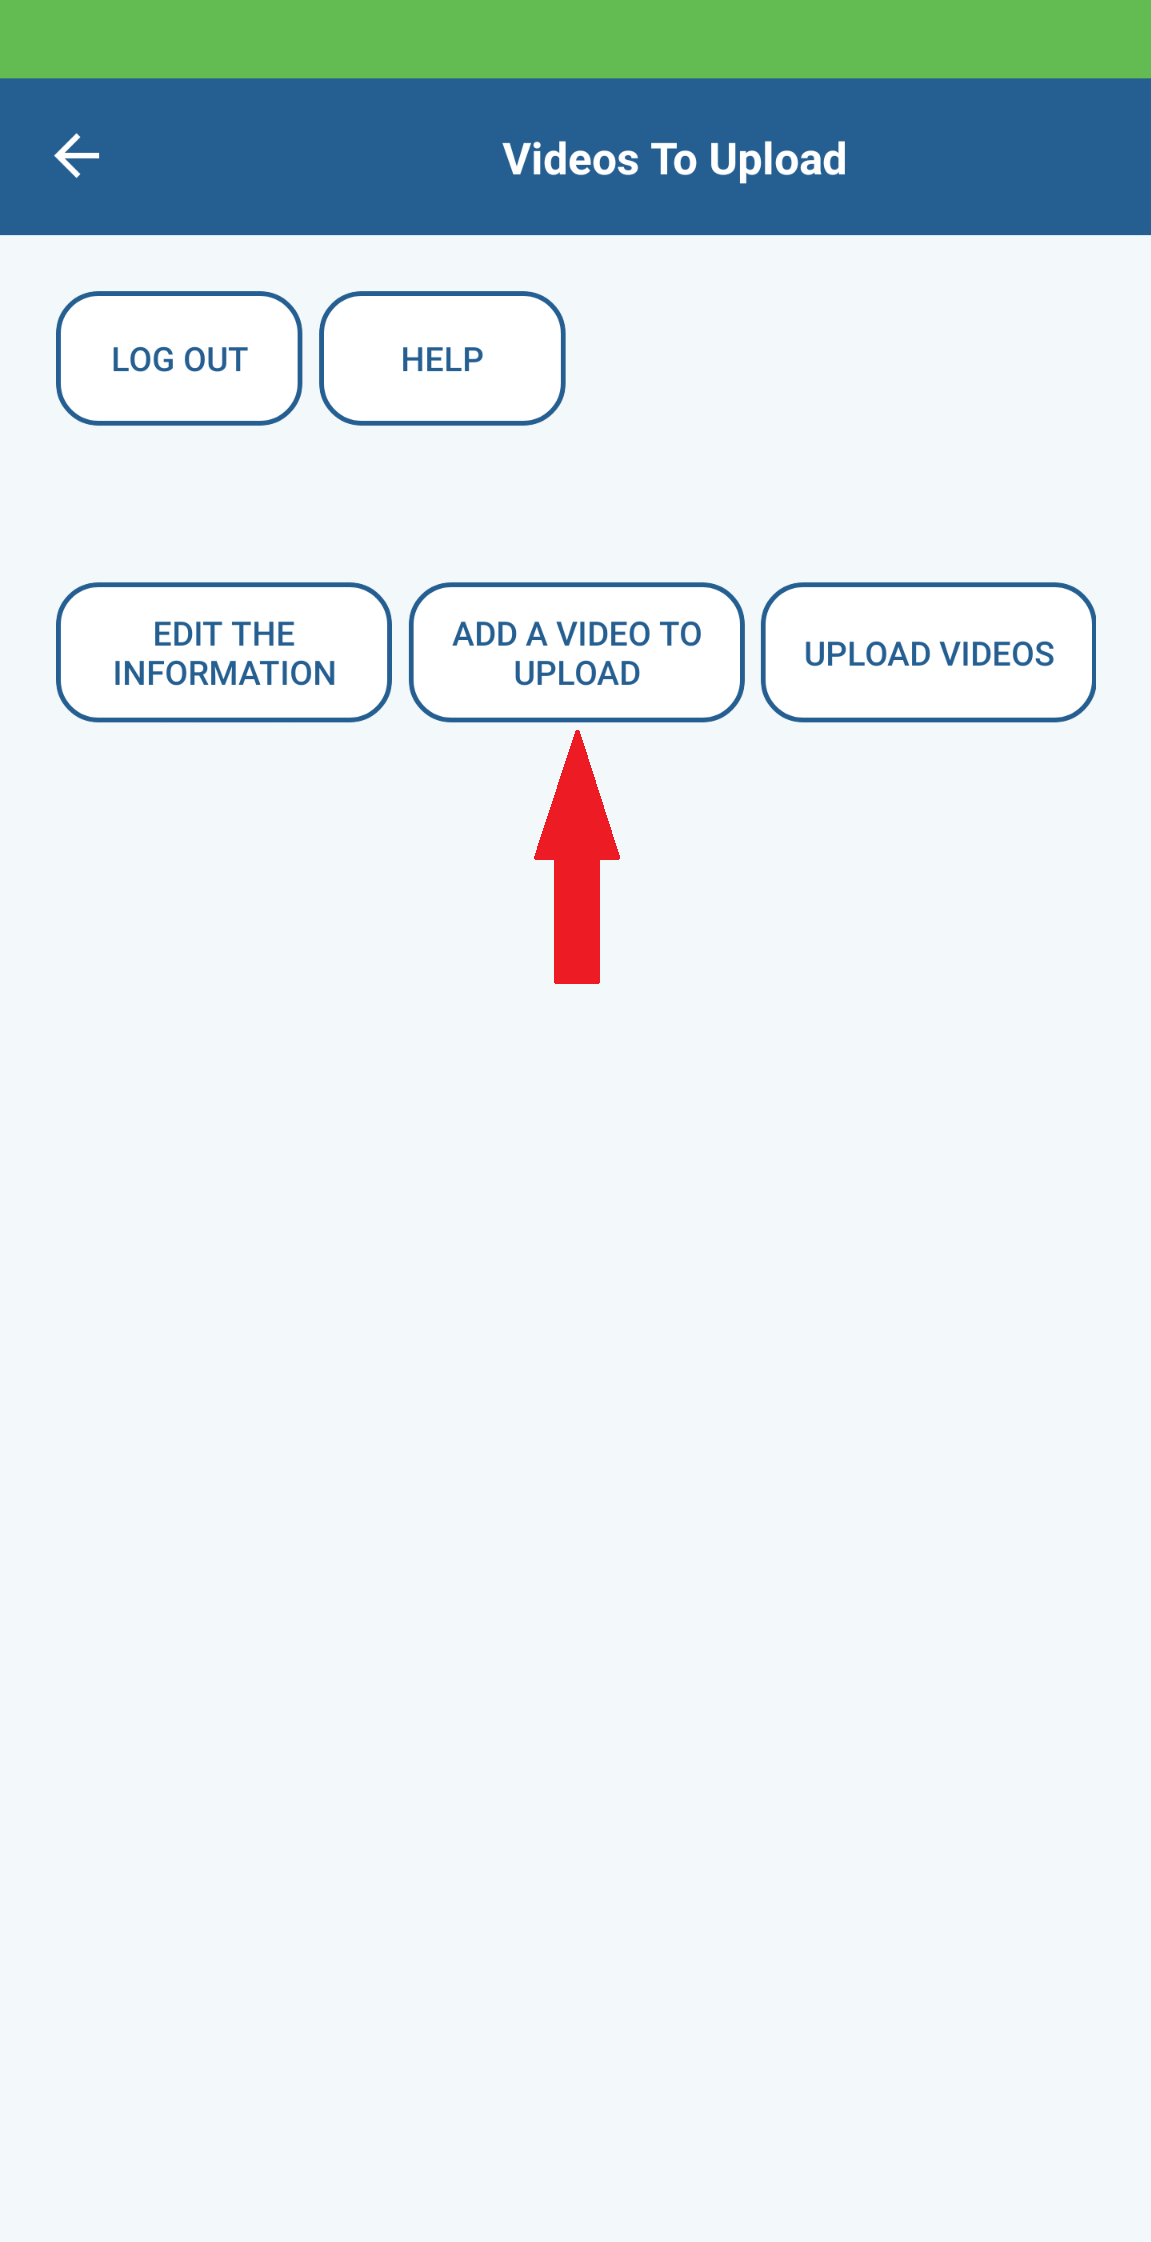 Videos To Upload
LOG OUT
HELP
EDIT THE
INFORMATION
ADD A VIDEO TO
UPLOAD
UPLOAD VIDEOS